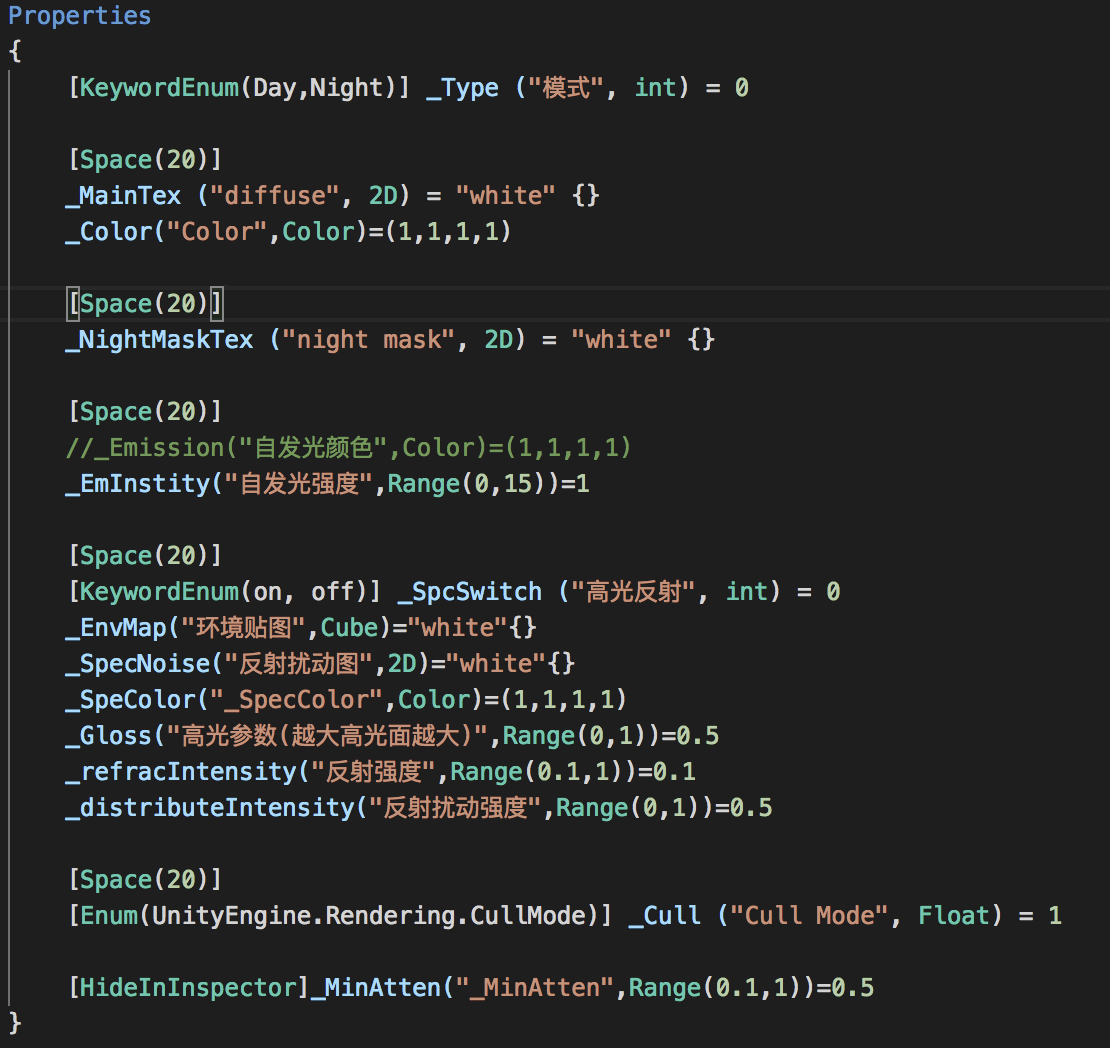 Properties
{
[KeywordEnum(Day,Night)] _Type ("模式", int) = 0
[Space(20)]
_MainTex ("diffuse", 2D) = "white" {}
_Color("Color",Color)=(1,1,1,1)
[Space(20)]
_NightMaskTex ("night mask", 2D) = "white" {}
[Space(20)]
//_Emission("自发光颜色",Color)=(1,1,1,1)
_EmInstity("自发光强度",Range(0,15))=1
[Space(20)]
[KeywordEnum(on, off)] _SpcSwitch ("高光反射", int) = 0
_EnvMap("环境贴图",Cube)="white"{}
_SpecNoise("反射扰动图",2D)="white"{}
_SpeColor("_SpecColor",Color)=(1,1,1,1)
_Gloss("高光参数(越大高光面越大)",Range(0,1))=0.5
_refracIntensity("反射强度",Range(0.1,1))=0.1
_distributeIntensity("反射扰动强度",Range(0,1))=0.5
[Space(20)]
[Enum(UnityEngine.Rendering.CullMode)] _Cull ("Cull Mode", Float) = 1
[HideInInspector]_MinAtten("_MinAtten",Range(0.1,1))=0.5
}